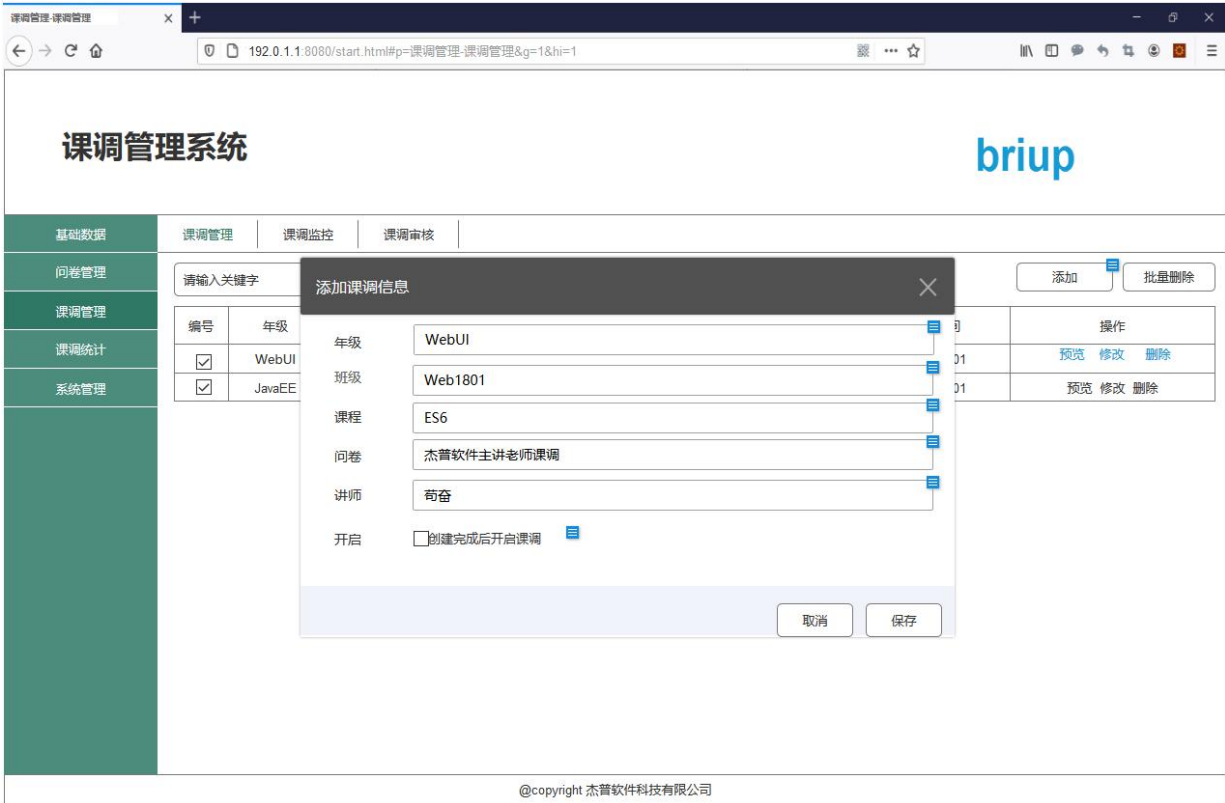 课调管理-课调管理
192.0.1.1:8080/start.html#p=课调管理-课调管理&g=1&hi=1
课调管理系统
briup
基础数据
问卷管理
课调管理
课调统计
系统管理
课调管理 课调监控 课调审核
请输入关键字
添加 批量删除
编号 年级 操作
WebUI 01 预览 修改 删除
JavaEE 01 预览 修改 删除
添加课调信息
年级 WebUI
班级 Web1801
课程 ES6
问卷 杰普软件主讲老师课调
讲师 苟奋
开启 创建完成后开启课调
取消 保存
@copyright 杰普软件科技有限公司